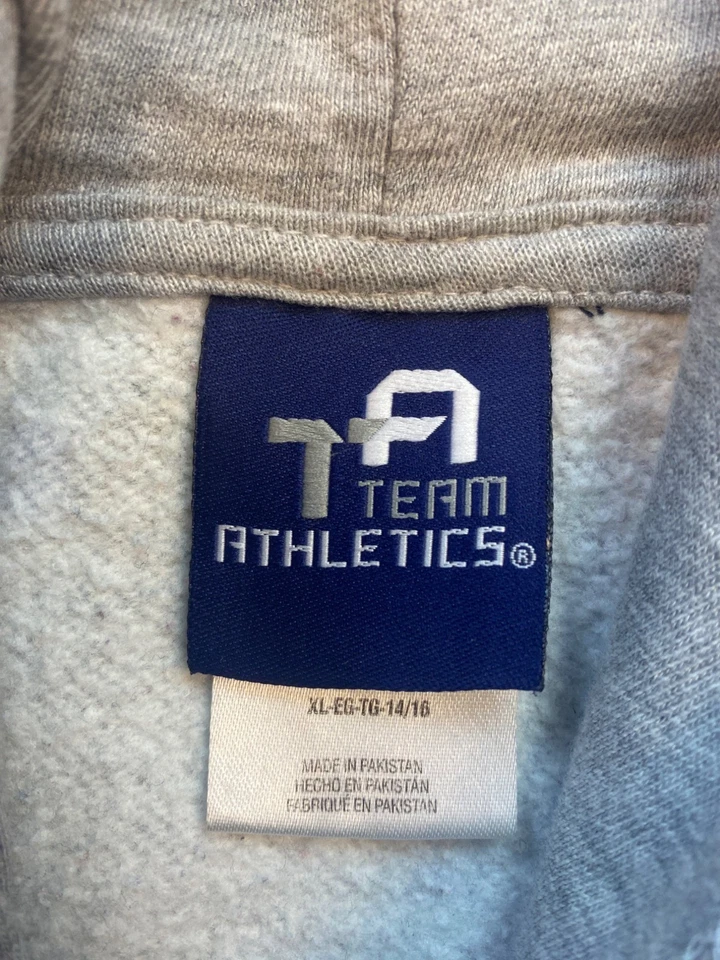 TA
TEAM
ATHLETICS®
XL-EG-TG-14/16
MADE IN PAKISTAN
HECHO EN PAKISTÁN
FABRIQUÉ EN PAKISTAN